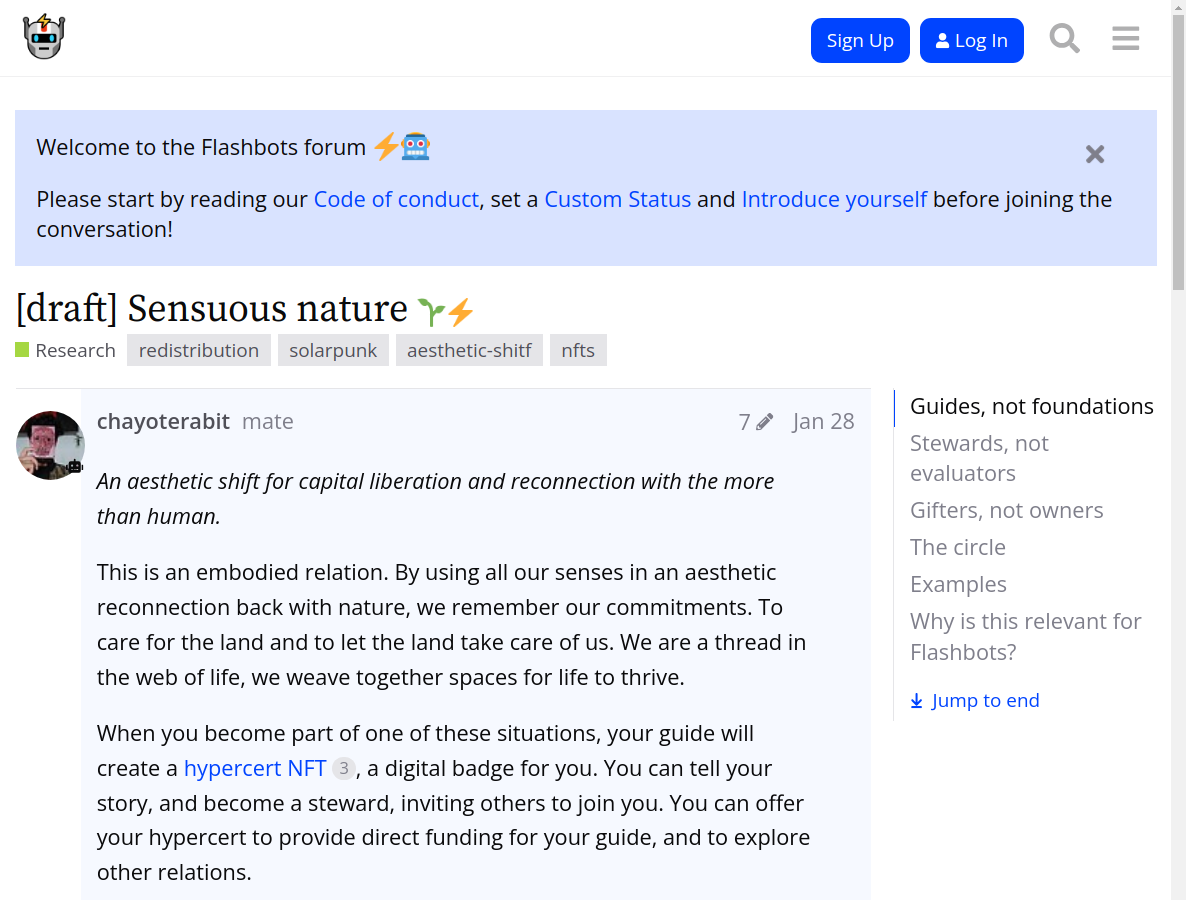 Sign Up
Log In
Welcome to the Flashbots forum
Please start by reading our Code of conduct, set a Custom Status and Introduce yourself before joining the
conversation!
[draft] Sensuous nature
Research
redistribution
solarpunk
aesthetic-shitf
nfts
chayoterabit mate
7
Jan 28
An aesthetic shift for capital liberation and reconnection with the more
than human.
This is an embodied relation. By using all our senses in an aesthetic
reconnection back with nature, we remember our commitments. To
care for the land and to let the land take care of us. We are a thread in
the web of life, we weave together spaces for life to thrive.
When you become part of one of these situations, your guide will
create a hypercert NFT 3, a digital badge for you. You can tell your
story, and become a steward, inviting others to join you. You can offer
your hypercert to provide direct funding for your guide, and to explore
other relations.
Guides, not foundations
Stewards, not
evaluators
Gifters, not owners
The circle
Examples
Why is this relevant for
Flashbots?
Jump to end